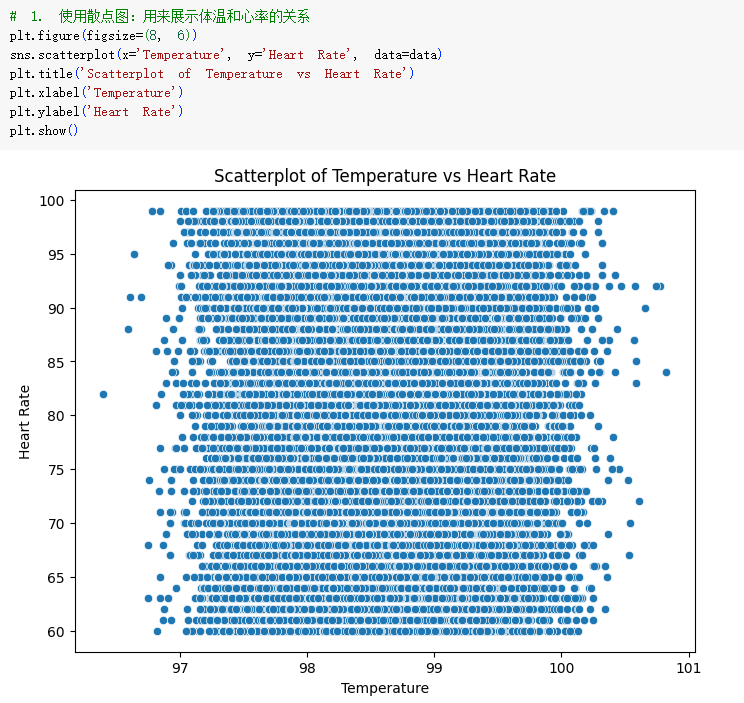 # 1. 使用散点图：用来展示体温和心率的关系
plt.figure(figsize=(8, 6))
sns.scatterplot(x='Temperature', y='Heart Rate', data=data)
plt.title('Scatterplot of Temperature vs Heart Rate')
plt.xlabel('Temperature')
plt.ylabel('Heart Rate')
plt.show()
Scatterplot of Temperature vs Heart Rate
100
95
90
85
80
75
70
65
60
Heart Rate
97 98 99 100 101
Temperature